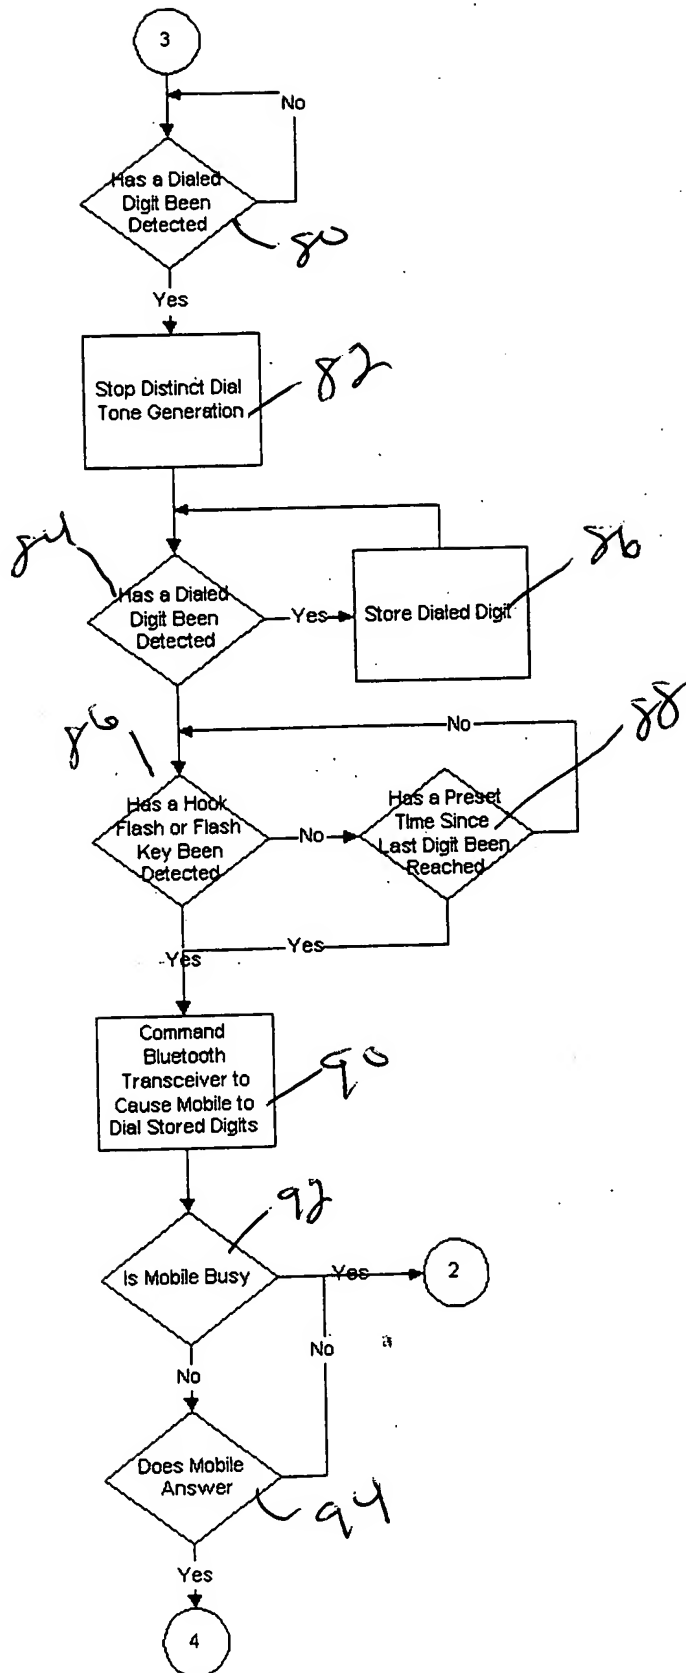 3
No
Has a Dialed
Digit Been
Detected
80
Yes
Stop Distinct Dial
Tone Generation
82
84
Has a Dialed
Digit Been
Detected
Yes
Store Dialed Digit
86
No
88
86
Has a Hook
Flash or Flash
Key Been
Detected
No
Has a Preset
Time Since
Last Digit Been
Reached
Yes
Yes
Command
Bluetooth
Transceiver to
Cause Mobile to
Dial Stored Digits
90
92
Is Mobile Busy
Yes
2
No
No
Does Mobile
Answer
94
Yes
4